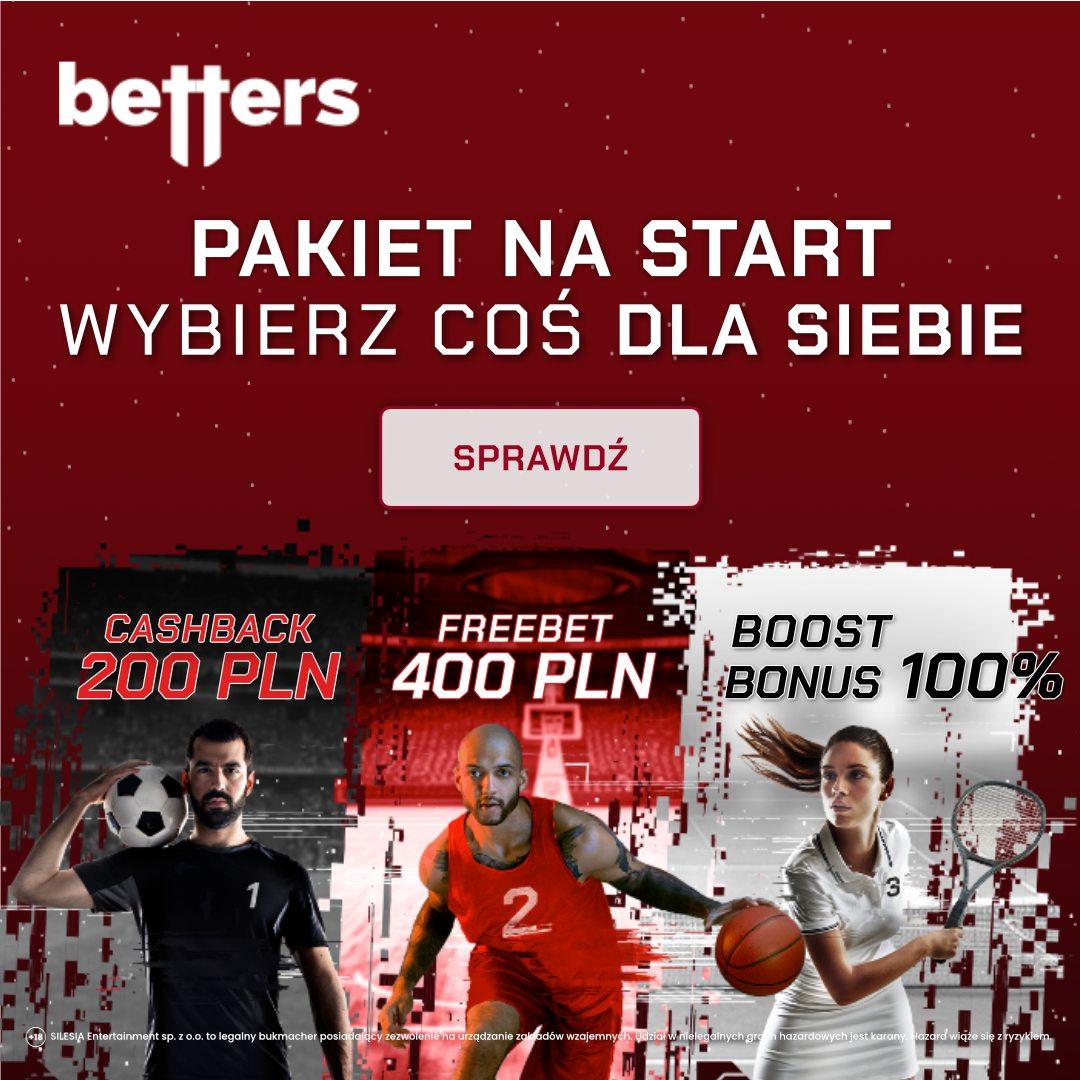 betters
PAKIET NA START
WYBIERZ COŚ DLA SIEBIE
SPRAWDŹ
CASHBACK
200 PLN
FREEBET
400 PLN
BOOST
BONUS 100%
1
2
3
+18 SILESIA Entertainment sp. z o.o. to legalny bukmacher posiadający zezwolenie na urządzanie zakładów wzajemnych. Udział w nielegalnych grach hazardowych jest karany. Hazard wiąże się z ryzykiem.